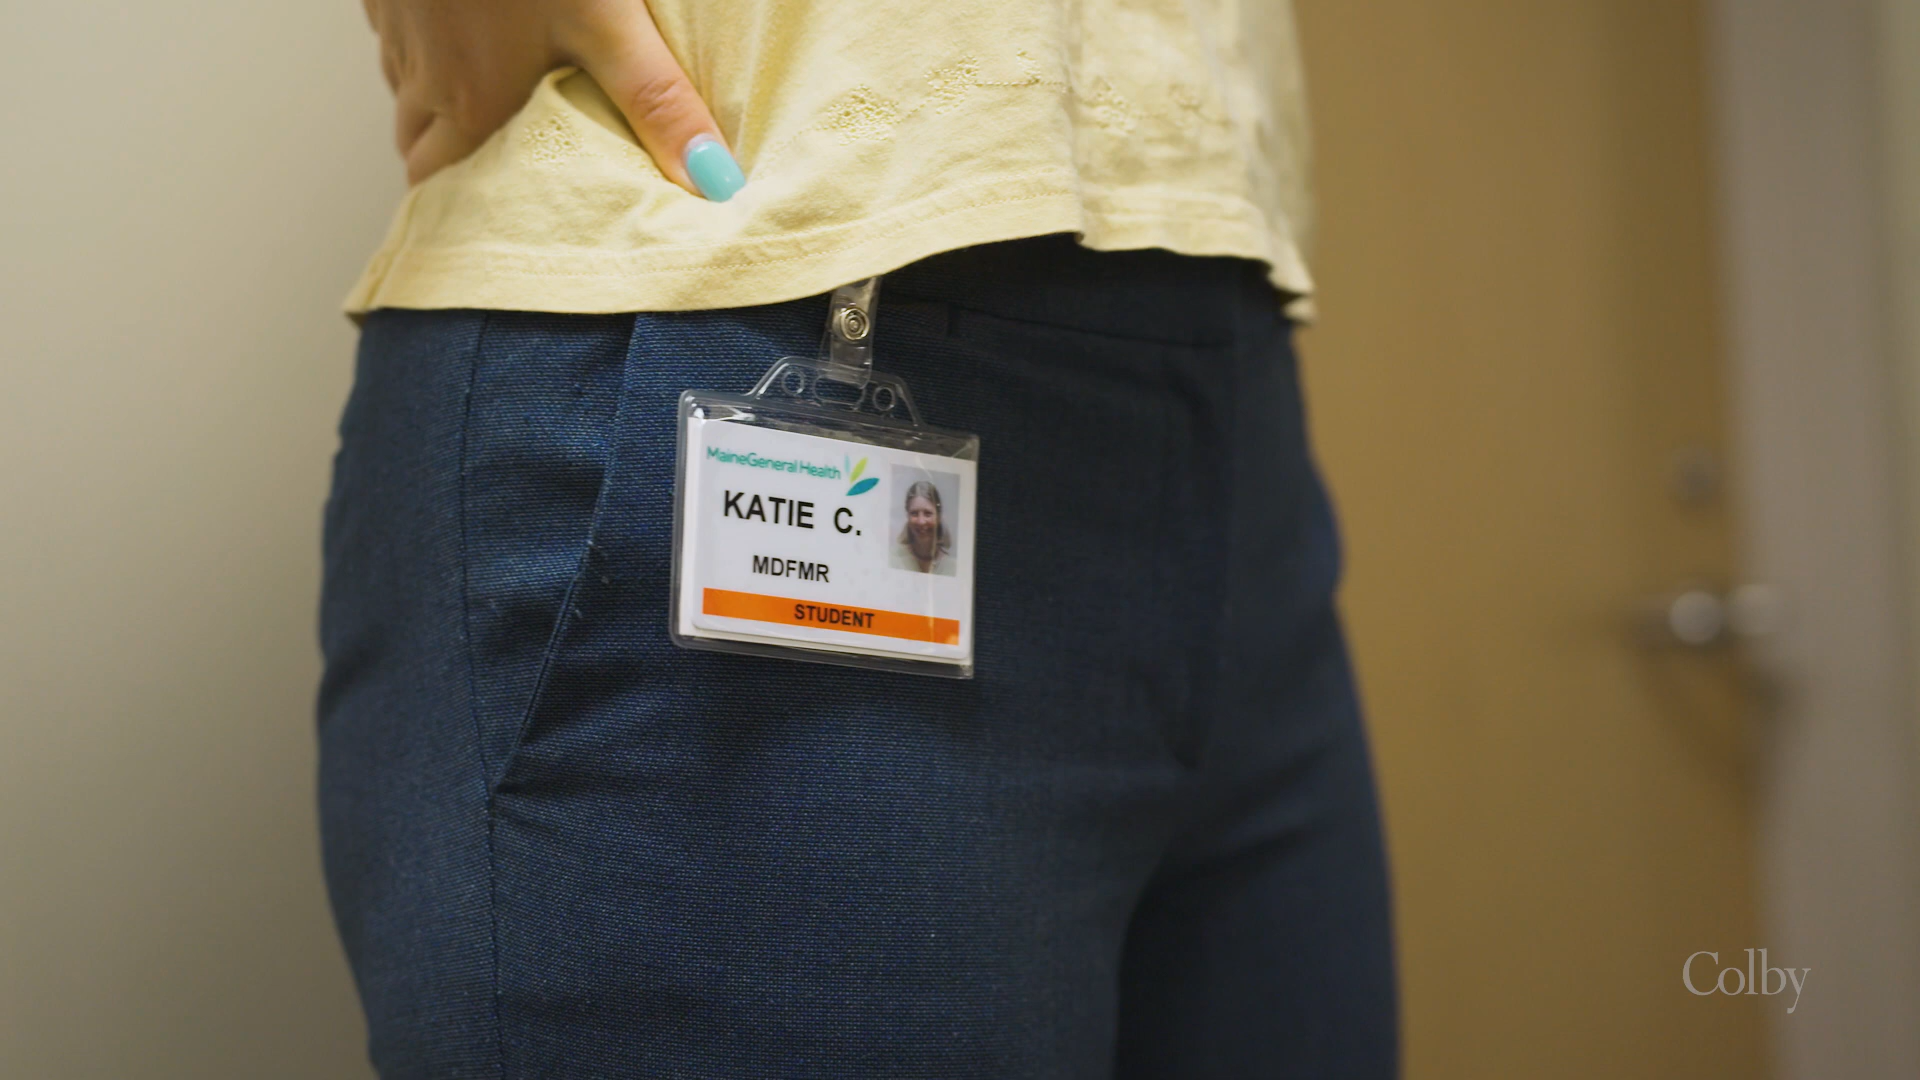 MaineGeneral Health
KATIE C.
MDFMR
STUDENT
Colby